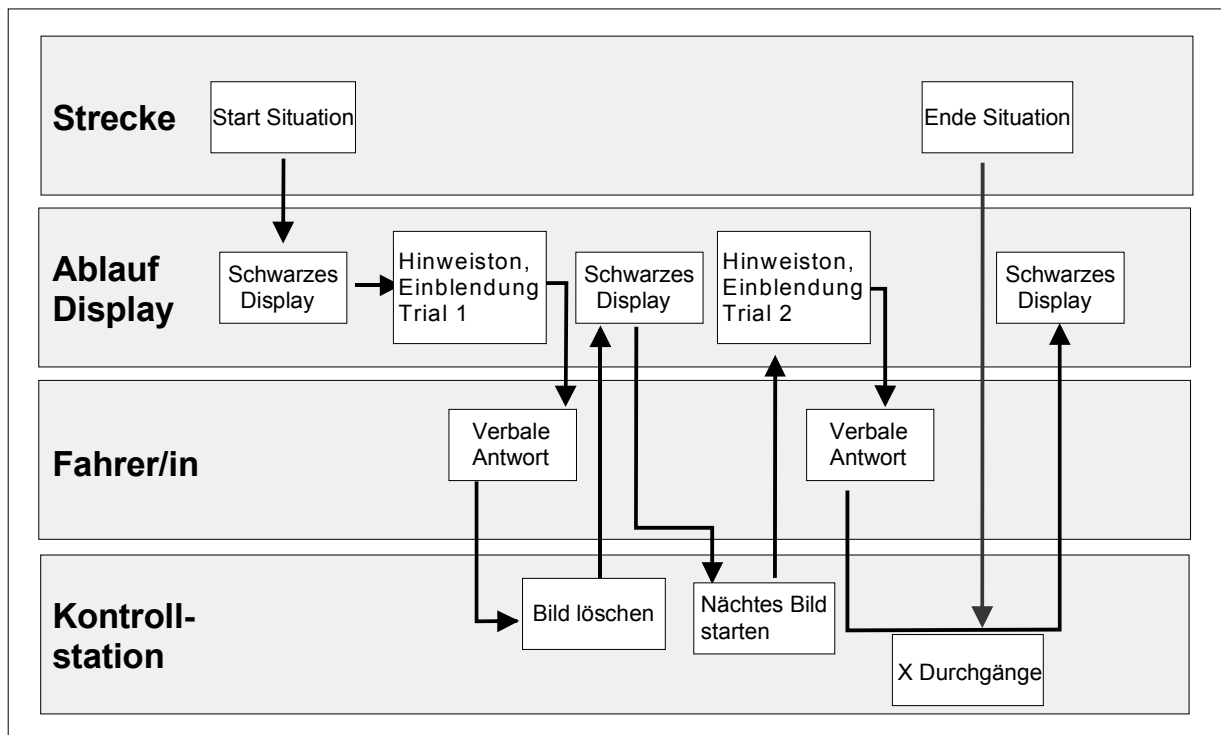 Strecke
Start Situation
Ende Situation
Ablauf
Display
Schwarzes
Display
Hinweiston,
Einblendung
Trial 1
Schwarzes
Display
Hinweiston,
Einblendung
Trial 2
Schwarzes
Display
Fahrer/in
Verbale
Antwort
Verbale
Antwort
Kontroll-
station
Bild löschen
Nächtes Bild
starten
X Durchgänge